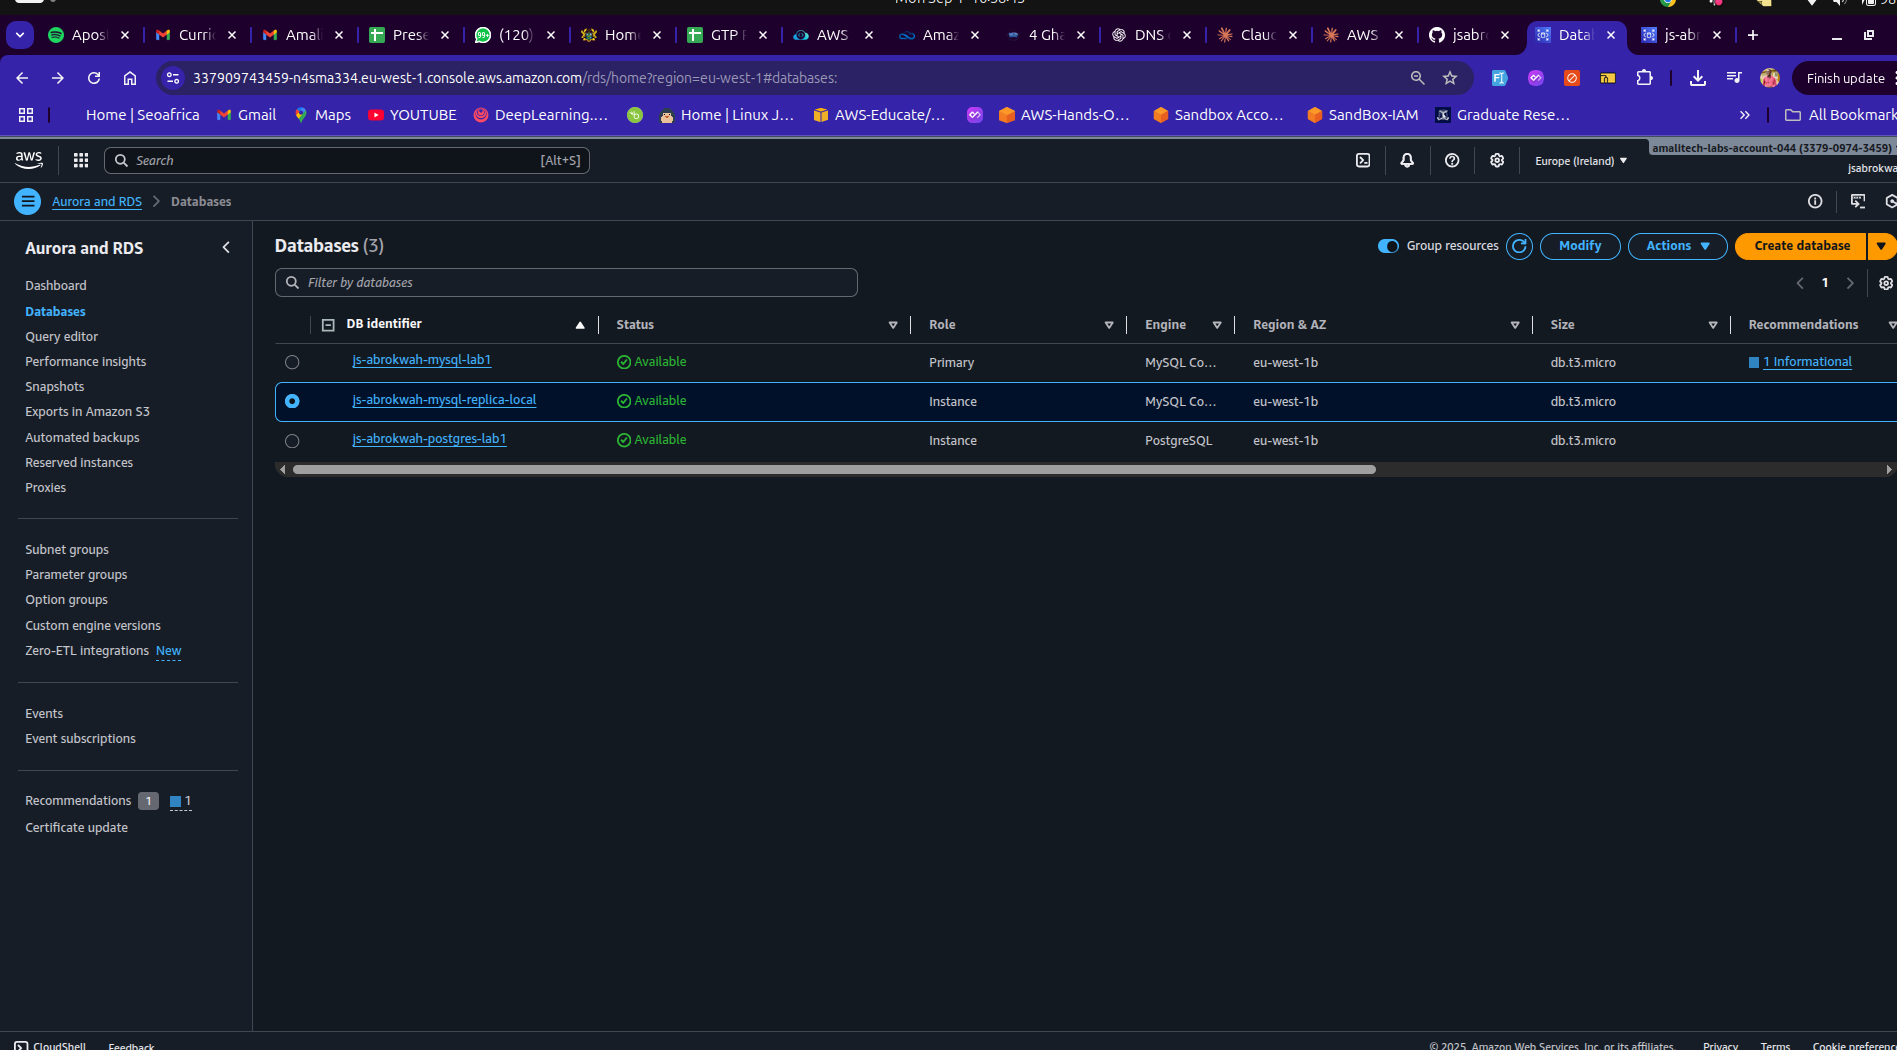 Mon Sep 1 16:58:15
Apos
Curri
Amali
Prese
(120)
Home
GTP F
AWS
Amaz
4 Gha
DNS
Clauc
AWS
jsabro
Datal
js-abr
337909743459-n4sma334.eu-west-1.console.aws.amazon.com/rds/home?region=eu-west-1#databases:
Finish update
Home | Seoafrica
Gmail
Maps
YOUTUBE
DeepLearning....
Home | Linux J...
AWS-Educate/...
AWS-Hands-O...
Sandbox Acco...
SandBox-IAM
Graduate Rese...
All Bookmark
aws
Search
[Alt+S]
Europe (Ireland)
amalitech-labs-account-044 (3379-0974-3459)
jsabrokwa
Aurora and RDS
Databases
Aurora and RDS
Dashboard
Databases
Query editor
Performance insights
Snapshots
Exports in Amazon S3
Automated backups
Reserved instances
Proxies
Subnet groups
Parameter groups
Option groups
Custom engine versions
Zero-ETL integrations New
Events
Event subscriptions
Recommendations 1 1
Certificate update
Databases (3)
Group resources
Modify
Actions
Create database
Filter by databases
1
DB identifier Status Role Engine Region & AZ Size Recommendations
js-abrokwah-mysql-lab1 Available Primary MySQL Co... eu-west-1b db.t3.micro 1 Informational
js-abrokwah-mysql-replica-local Available Instance MySQL Co... eu-west-1b db.t3.micro
js-abrokwah-postgres-lab1 Available Instance PostgreSQL eu-west-1b db.t3.micro
CloudShell Feedback
© 2025, Amazon Web Services, Inc. or its affiliates. Privacy Terms Cookie preferenc